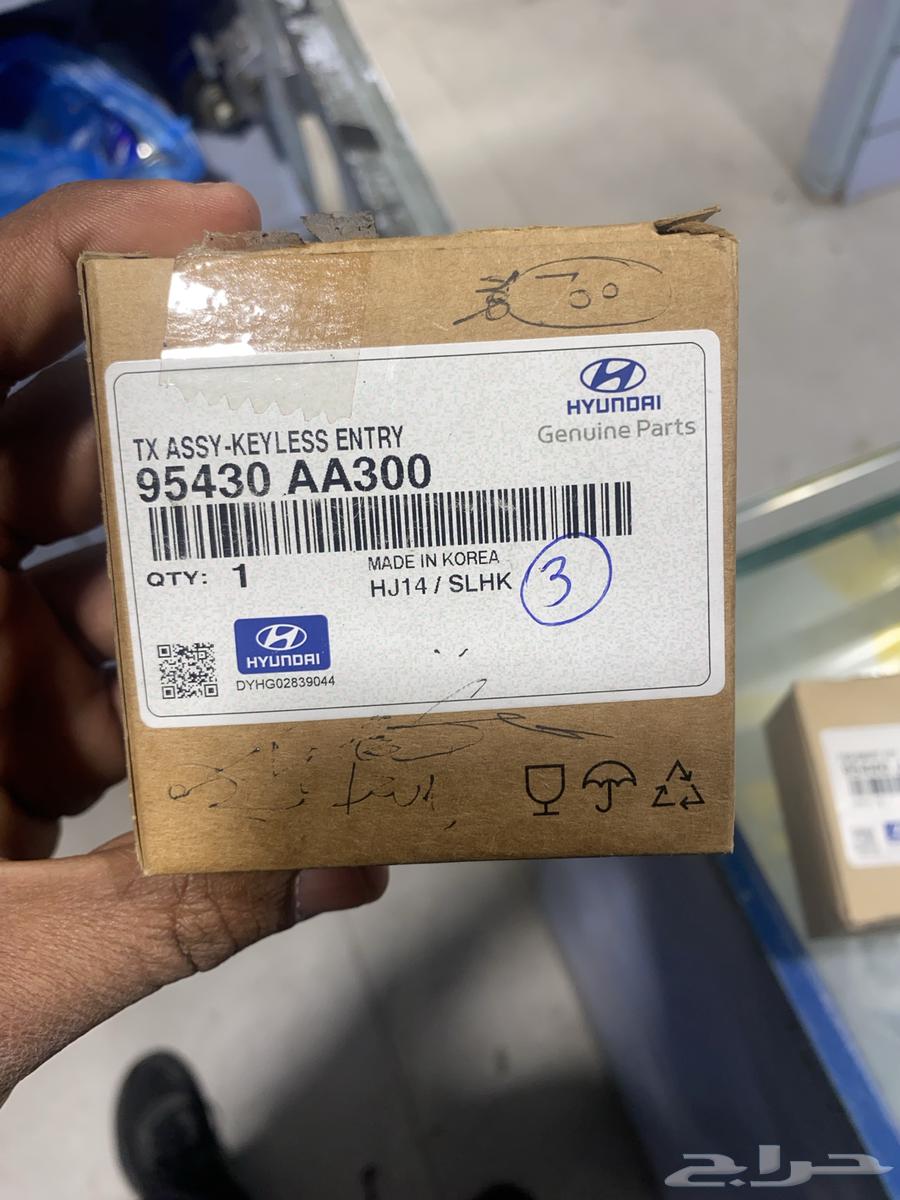 HYUNDAI
Genuine Parts
TX ASSY-KEYLESS ENTRY
95430 AA300
QTY: 1
MADE IN KOREA
HJ14 / SLHK
3
HYUNDAI
DYHG02839044
حراج